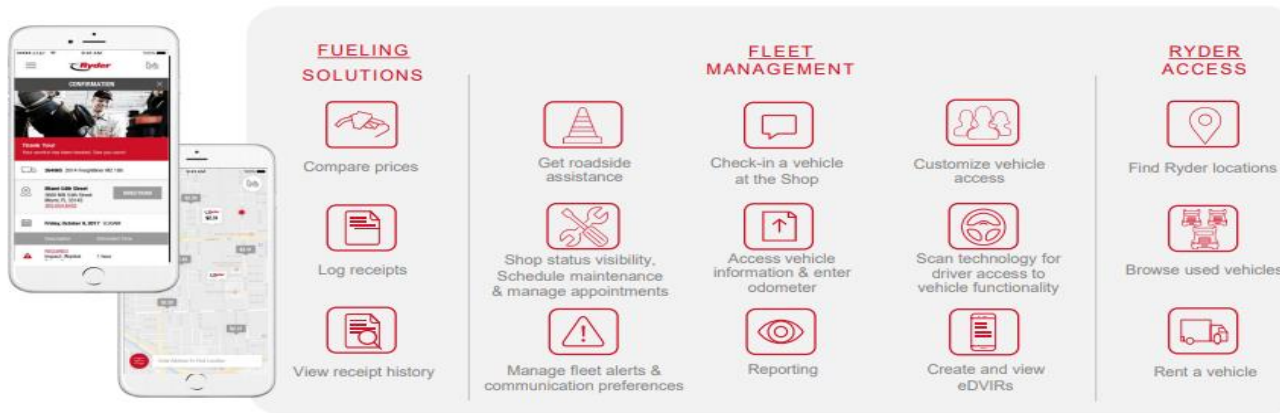 Ryder
CONFIRMATION
Thank You!
FUELING
SOLUTIONS
Compare prices
Log receipts
View receipt history
FLEET
MANAGEMENT
Get roadside
assistance
Check-in a vehicle
at the Shop
Customize vehicle
access
Shop status visibility,
Schedule maintenance
& manage appointments
Access vehicle
information & enter
odometer
Scan technology for
driver access to
vehicle functionality
Manage fleet alerts &
communication preferences
Reporting
Create and view
eDVIRs
RYDER
ACCESS
Find Ryder locations
Browse used vehicles
Rent a vehicle